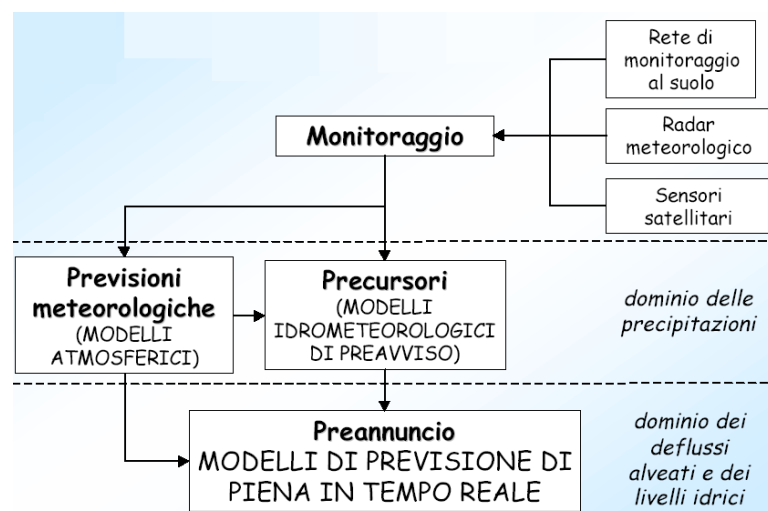 Rete di
monitoraggio
al suolo
Monitoraggio
Radar
meteorologico
Sensori
satellitari
Previsioni
meteorologiche
(MODELLI
ATMOSFERICI)
Precursori
(MODELLI
IDROMETEOROLOGICI
DI PREAVVISO)
dominio delle
precipitazioni
Preannuncio
MODELLI DI PREVISIONE DI
PIENA IN TEMPO REALE
dominio dei
deflussi
alveati e dei
livelli idrici